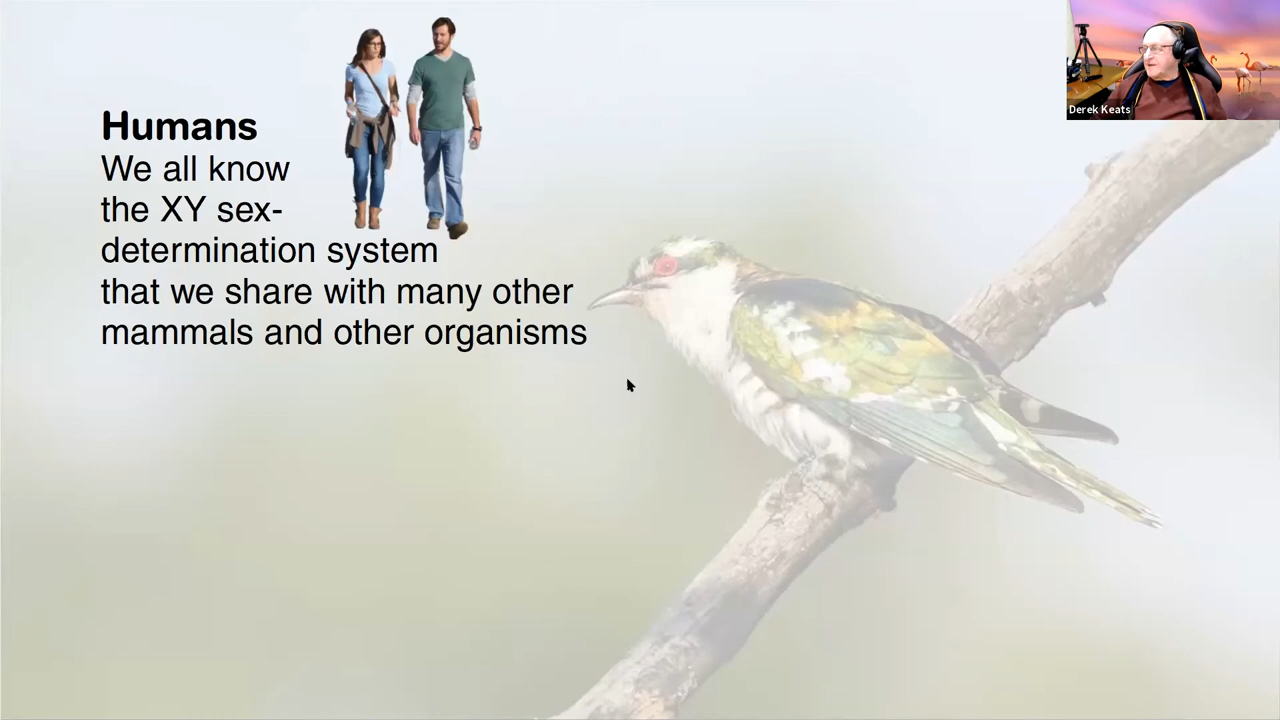 Humans
We all know
the XY sex-
determination system
that we share with many other
mammals and other organisms
Derek Keats